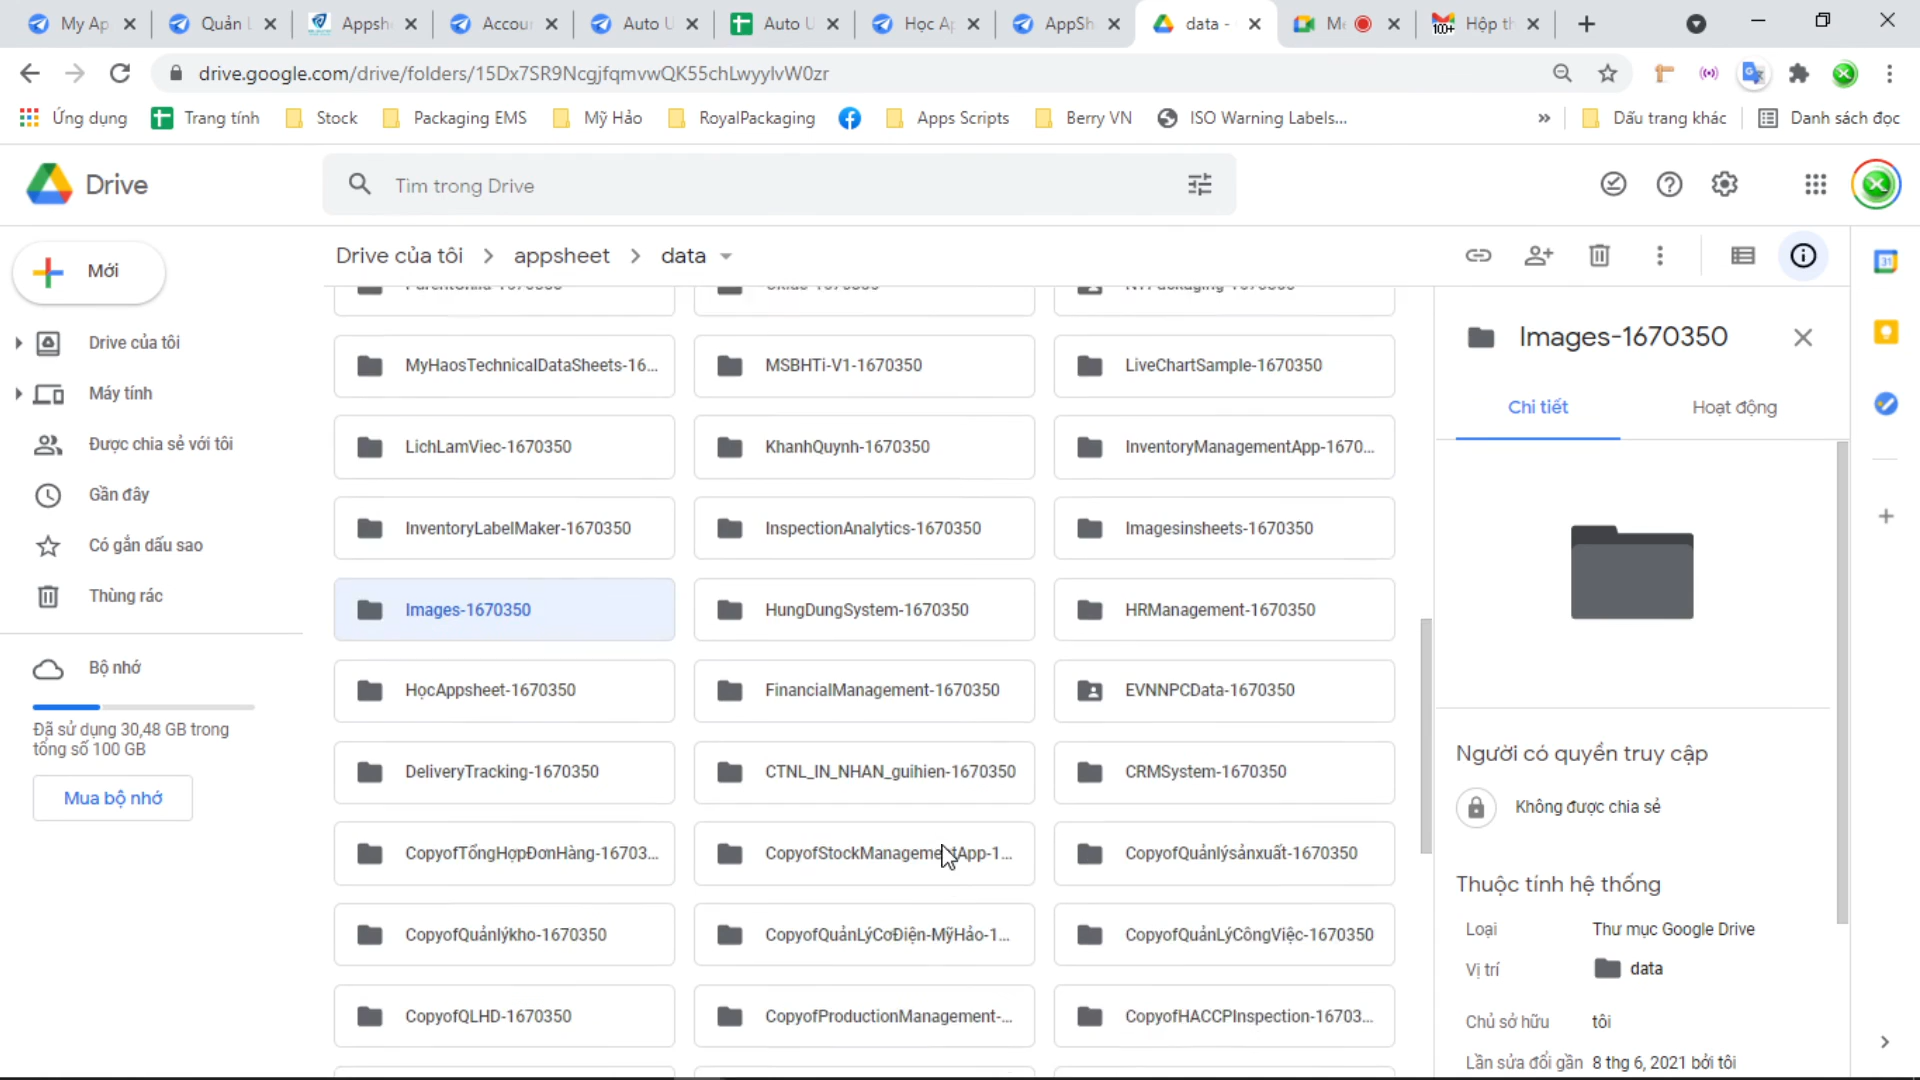 My Ap
Quản L
Appsh
Accou
Auto U
Auto U
Học A
AppSh
data -
Me
100+
Hộp th
drive.google.com/drive/folders/15Dx7SR9NcgjfqmvwQK55chLwyylvW0zr
Ứng dụng
Trang tính
Stock
Packaging EMS
Mỹ Hảo
RoyalPackaging
Apps Scripts
Berry VN
ISO Warning Labels...
Dấu trang khác
Danh sách đọc
Drive
Tìm trong Drive
Mới
Drive của tôi
appsheet
data
Drive của tôi
Máy tính
Được chia sẻ với tôi
Gần đây
Có gắn dấu sao
Thùng rác
Bộ nhớ
Đã sử dụng 30,48 GB trong
tổng số 100 GB
Mua bộ nhớ
MyHaosTechnicalDataSheets-16...
MSBHTi-V1-1670350
LiveChartSample-1670350
LichLamViec-1670350
KhanhQuynh-1670350
InventoryManagementApp-1670...
InventoryLabelMaker-1670350
InspectionAnalytics-1670350
Imagesinsheets-1670350
Images-1670350
HungDungSystem-1670350
HRManagement-1670350
HọcAppsheet-1670350
FinancialManagement-1670350
EVNNPCData-1670350
DeliveryTracking-1670350
CTNL_IN_NHAN_guihien-1670350
CRMSystem-1670350
CopyofTổngHợpĐơnHàng-16703...
CopyofStockManagementApp-1...
CopyofQuảnlýsảnxuất-1670350
CopyofQuảnlýkho-1670350
CopyofQuảnLýCơĐiện-MỹHảo-1...
CopyofQuảnLýCôngViệc-1670350
CopyofQLHD-1670350
CopyofProductionManagement-...
CopyofHACCPInspection-16703...
Images-1670350
Chi tiết
Hoạt động
Người có quyền truy cập
Không được chia sẻ
Thuộc tính hệ thống
Loại
Thư mục Google Drive
Vị trí
data
Chủ sở hữu
tôi
Lần sửa đổi gần
8 thg 6, 2021 bởi tôi
31